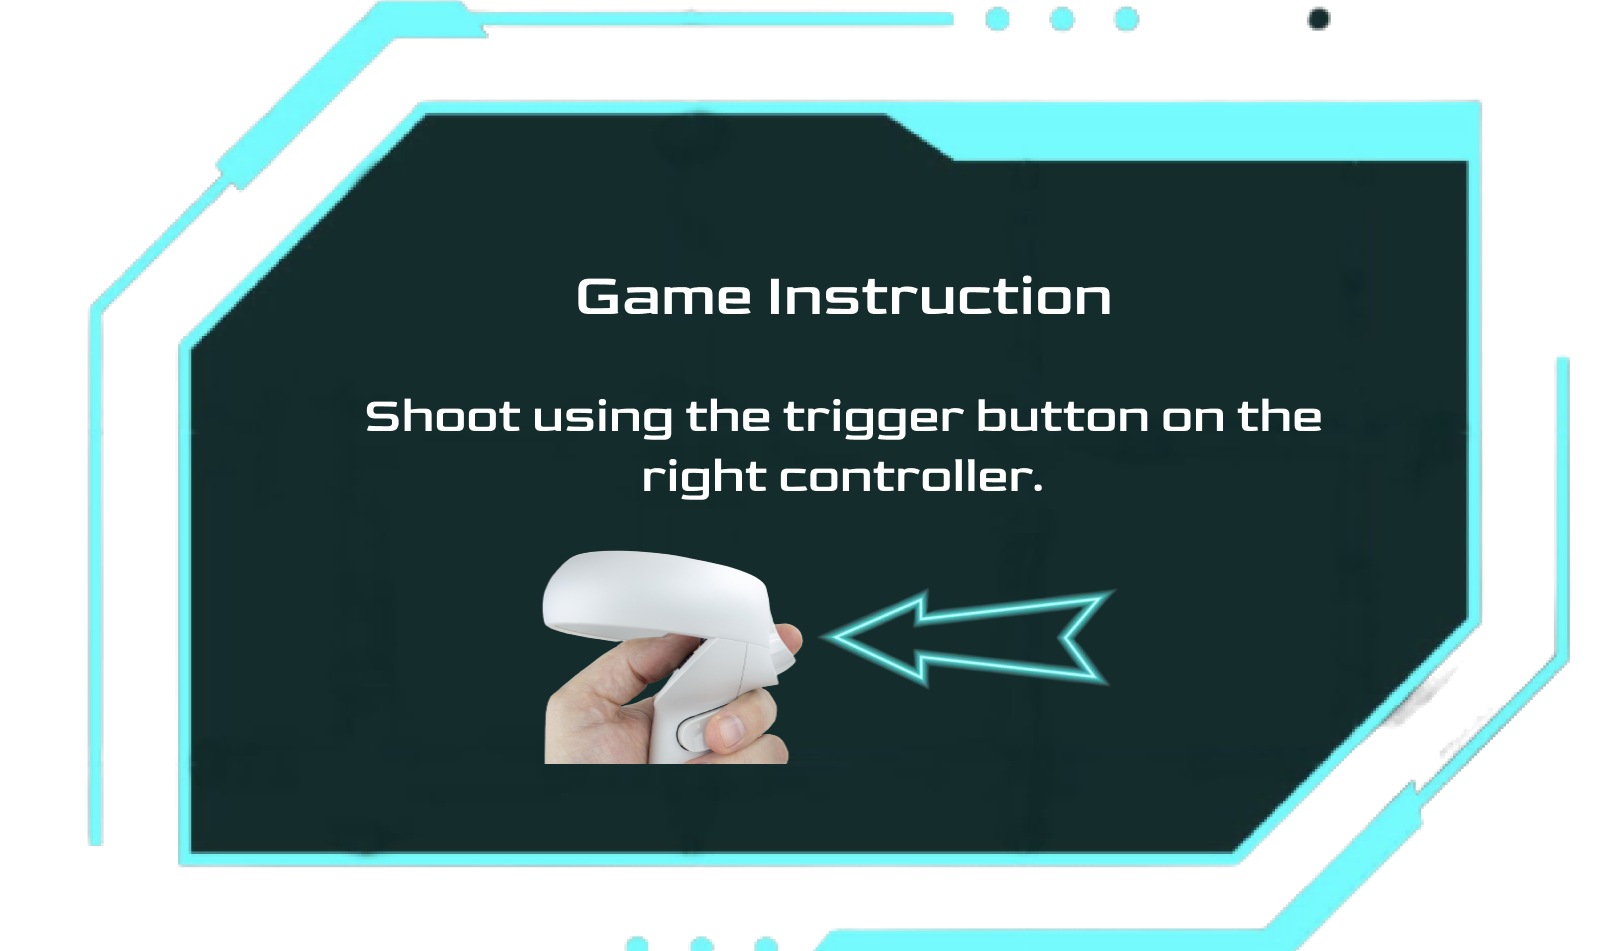 Game Instruction
Shoot using the trigger button on the
right controller.